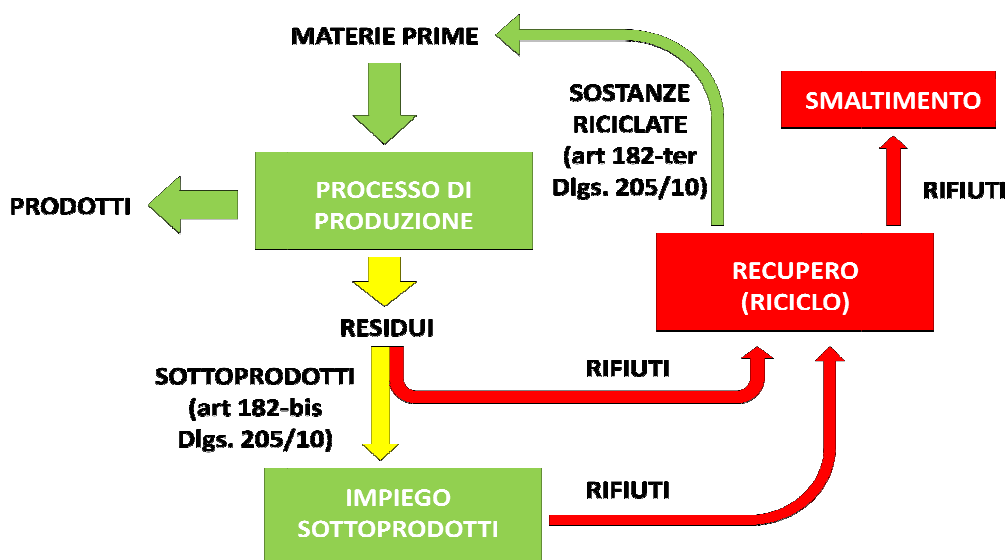 MATERIE PRIME
SOSTANZE
RICICLATE
(art 182-ter
Dlgs. 205/10)
SMALTIMENTO
RIFIUTI
PROCESSO DI
PRODUZIONE
PRODOTTI
RECUPERO
(RICICLO)
RESIDUI
SOTTOPRODOTTI
(art 182-bis
Dlgs. 205/10)
RIFIUTI
IMPIEGO
SOTTOPRODOTTI
RIFIUTI